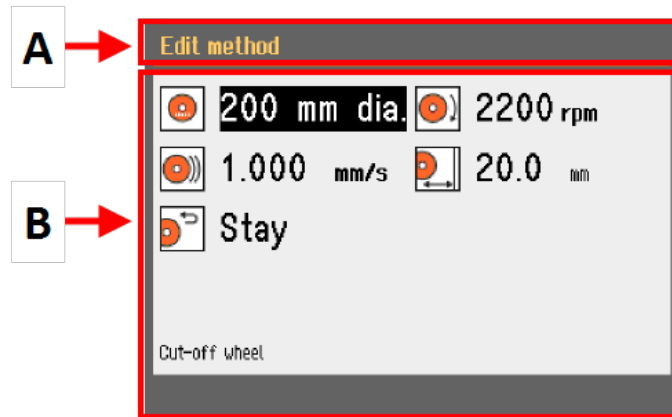 A
Edit method
200 mm dia. 2200 rpm
1.000 mm/s 20.0 mm
B
Stay
Cut-off wheel